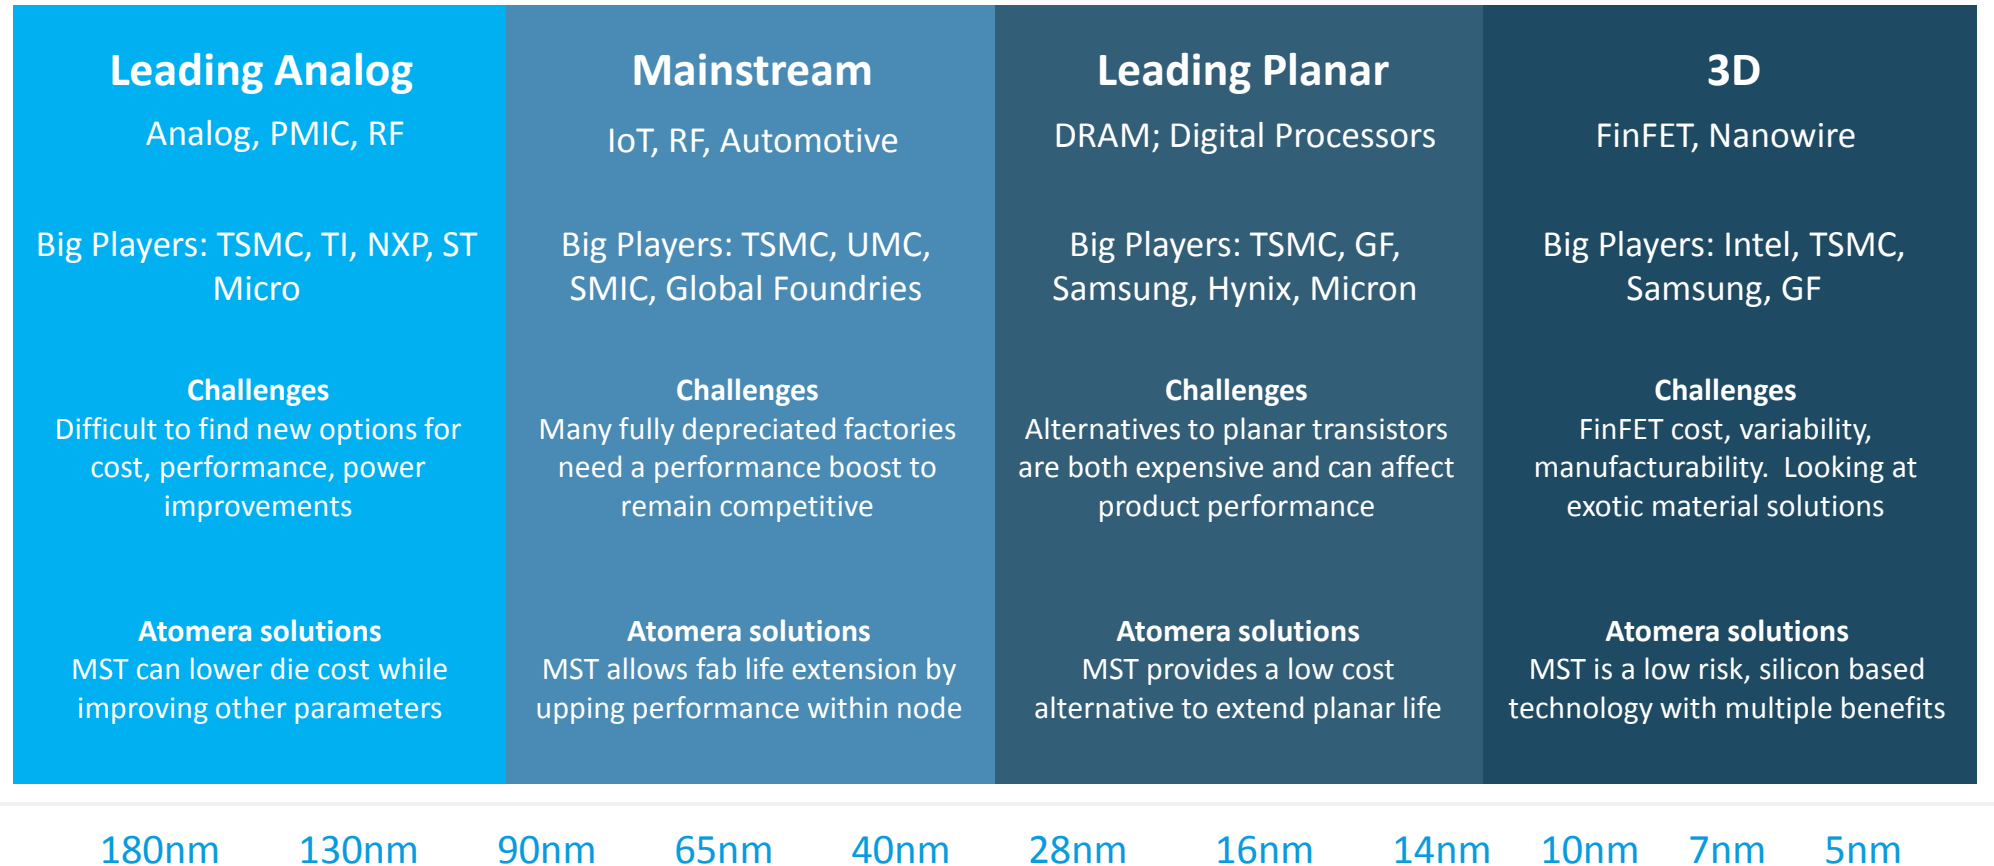 Leading Analog
Analog, PMIC, RF
Big Players: TSMC, TI, NXP, ST
Micro
Challenges
Difficult to find new options for
cost, performance, power
improvements
Atomera solutions
MST can lower die cost while
improving other parameters
Mainstream
IoT, RF, Automotive
Big Players: TSMC, UMC,
SMIC, Global Foundries
Challenges
Many fully depreciated factories
need a performance boost to
remain competitive
Atomera solutions
MST allows fab life extension by
upping performance within node
Leading Planar
DRAM; Digital Processors
Big Players: TSMC, GF,
Samsung, Hynix, Micron
Challenges
Alternatives to planar transistors
are both expensive and can affect
product performance
Atomera solutions
MST provides a low cost
alternative to extend planar life
3D
FinFET, Nanowire
Big Players: Intel, TSMC,
Samsung, GF
Challenges
FinFET cost, variability,
manufacturability.  Looking at
exotic material solutions
Atomera solutions
MST is a low risk, silicon based
technology with multiple benefits
180nm 130nm 90nm 65nm 40nm 28nm 16nm 14nm 10nm 7nm 5nm